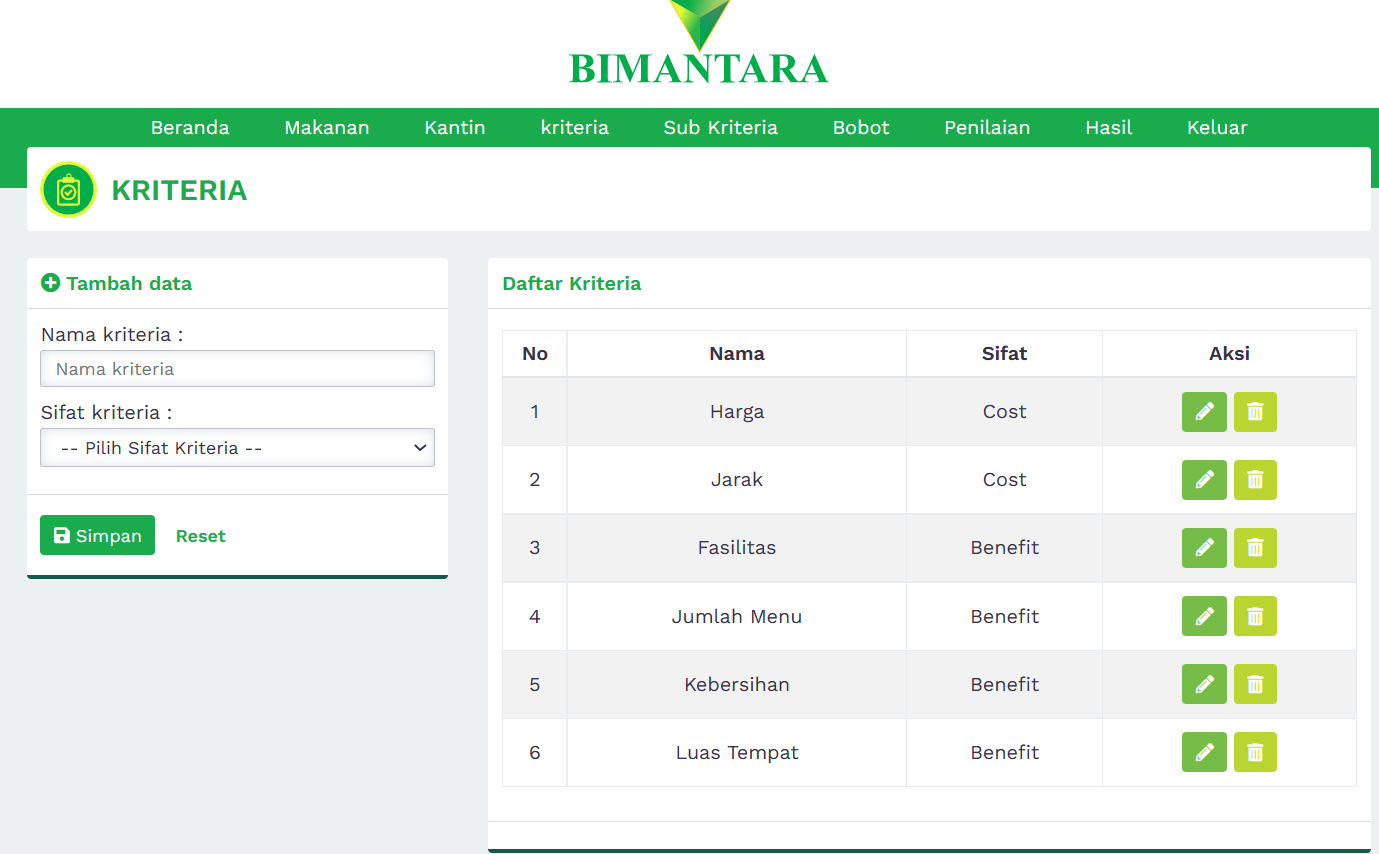 BIMANTARA
Beranda Makanan Kantin kriteria Sub Kriteria Bobot Penilaian Hasil Keluar
KRITERIA
Tambah data
Nama kriteria :
Nama kriteria
Sifat kriteria :
-- Pilih Sifat Kriteria --
Simpan Reset
Daftar Kriteria
No Nama Sifat Aksi
1 Harga Cost
2 Jarak Cost
3 Fasilitas Benefit
4 Jumlah Menu Benefit
5 Kebersihan Benefit
6 Luas Tempat Benefit